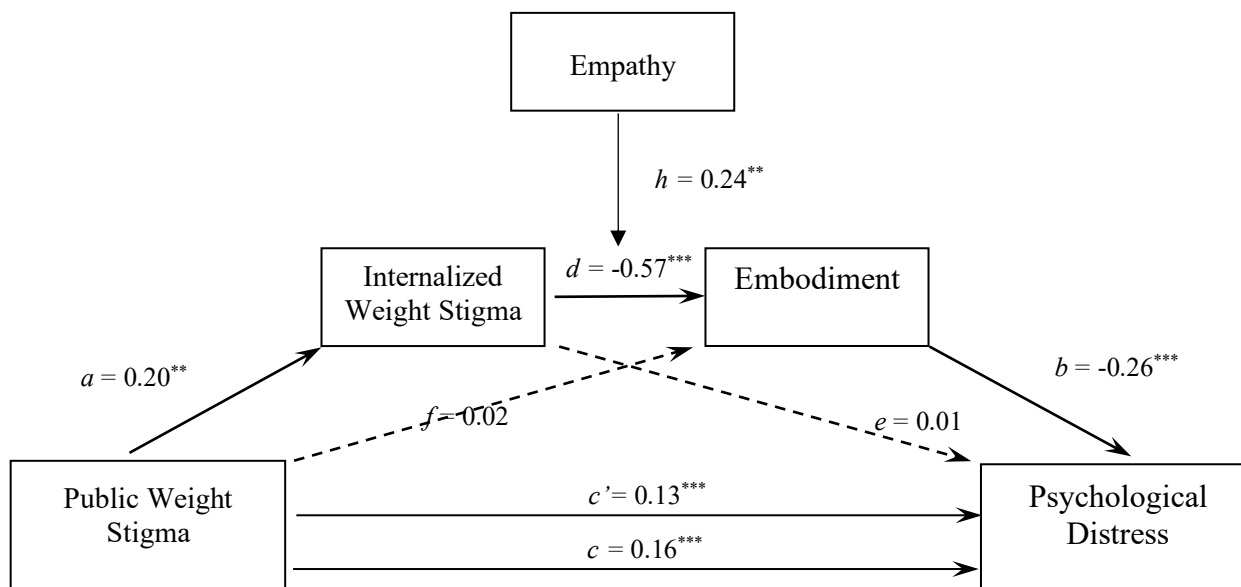 Empathy
h = 0.24**
Internalized
Weight Stigma
d = -0.57***
Embodiment
a = 0.20**
b = -0.26***
f = 0.02
e = 0.01
Public Weight
Stigma
c’= 0.13***
c = 0.16***
Psychological
Distress